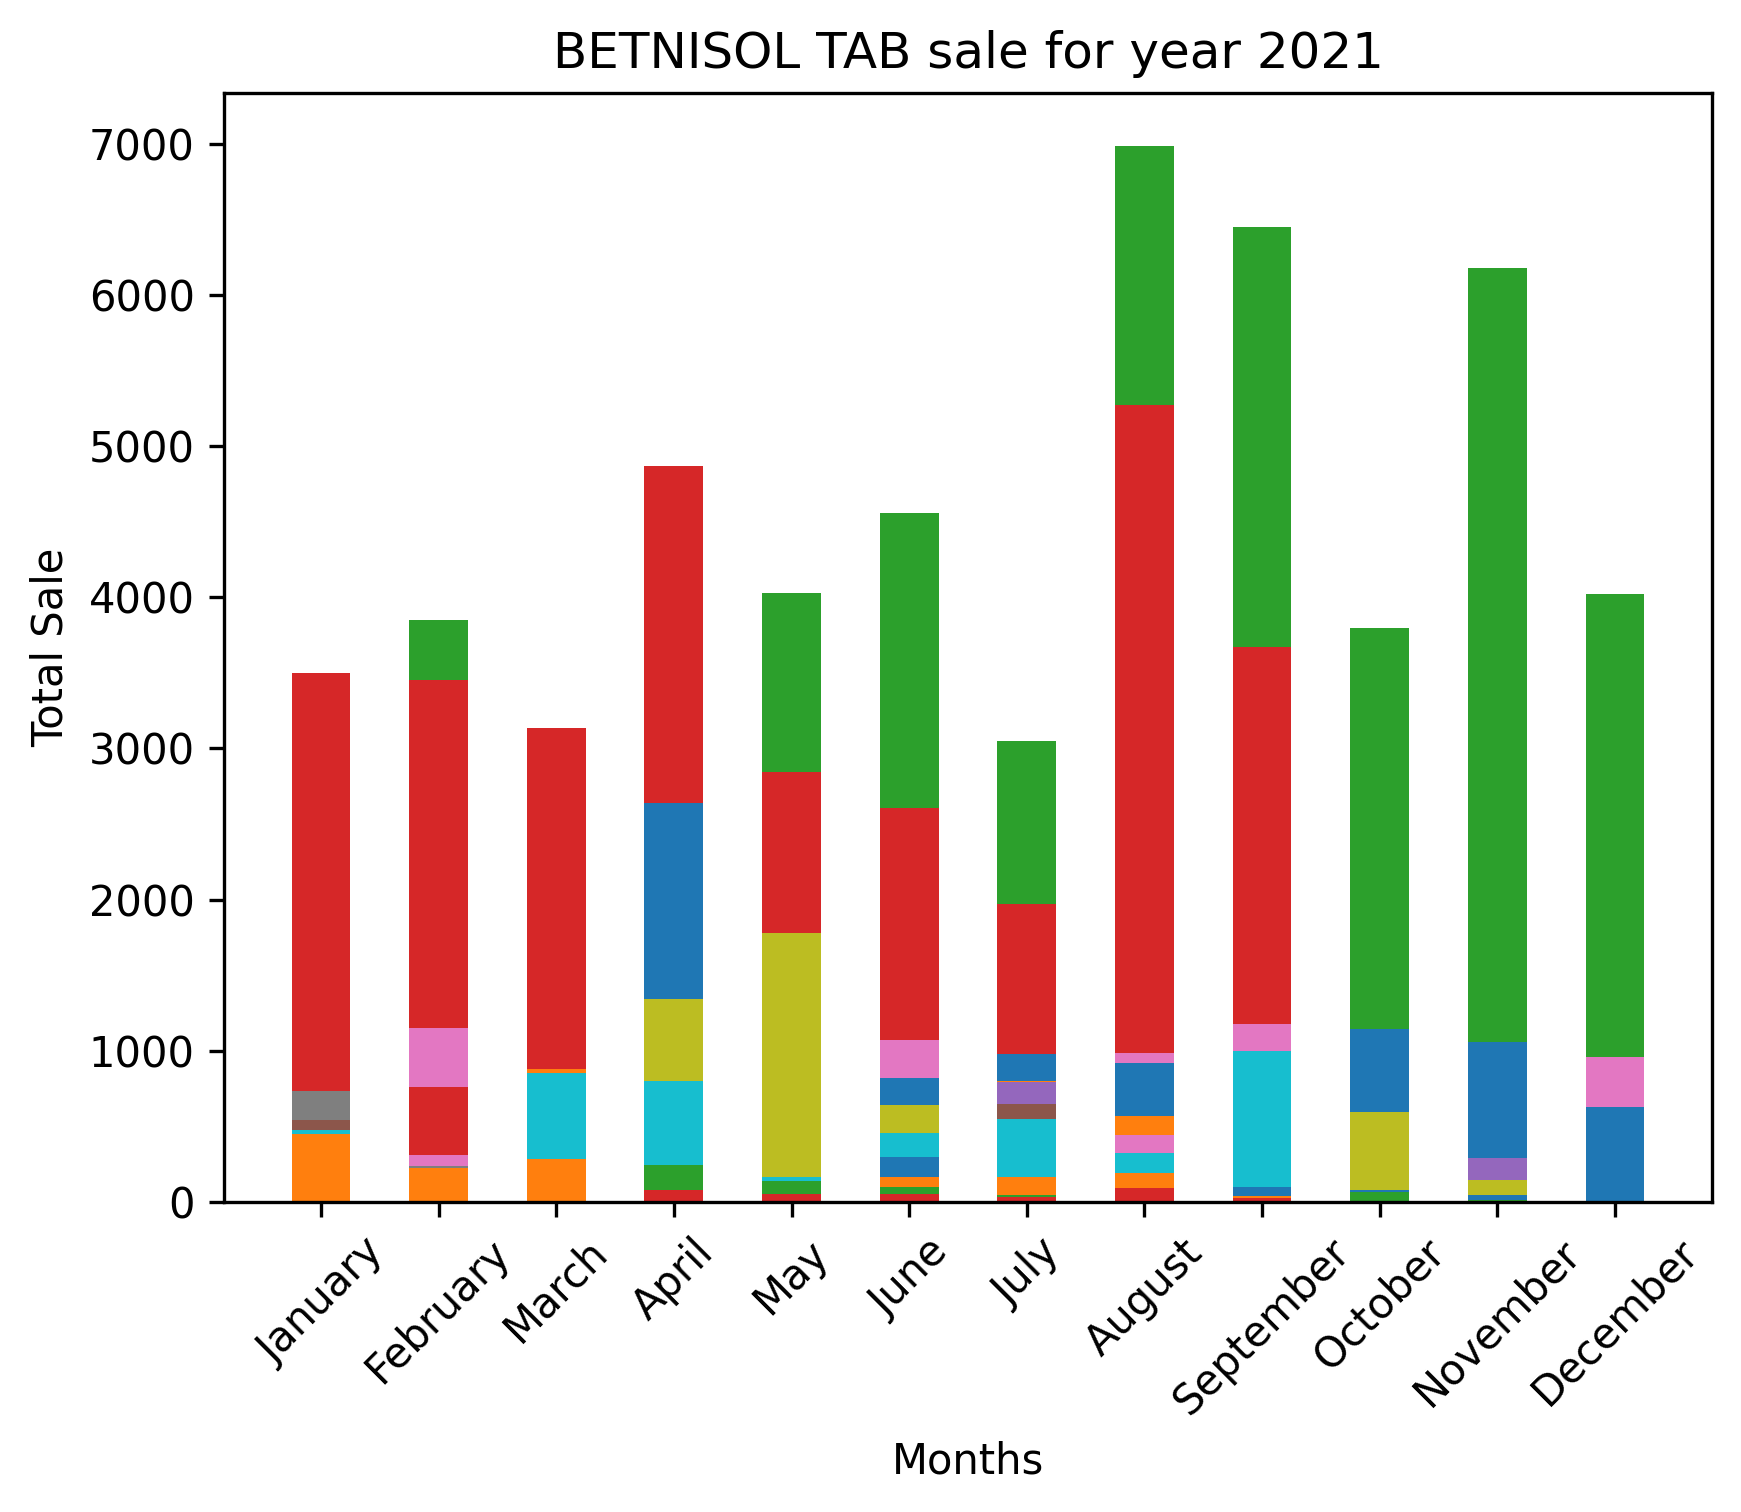 BETNISOL TAB sale for year 2021
7000
6000
5000
4000
3000
2000
1000
0
Total Sale
January
February
March
April
May
June
July
August
September
October
November
December
Months